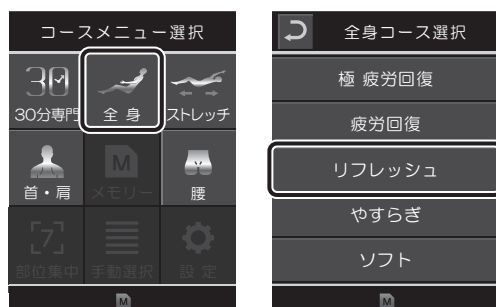 コースメニュー選択
30
30分専門
全 身
ストレッチ
首・肩
M
メモリー
腰
[7]
部位集中
手動選択
設 定
M
全身コース選択
極 疲労回復
疲労回復
リフレッシュ
やすらぎ
ソフト
M